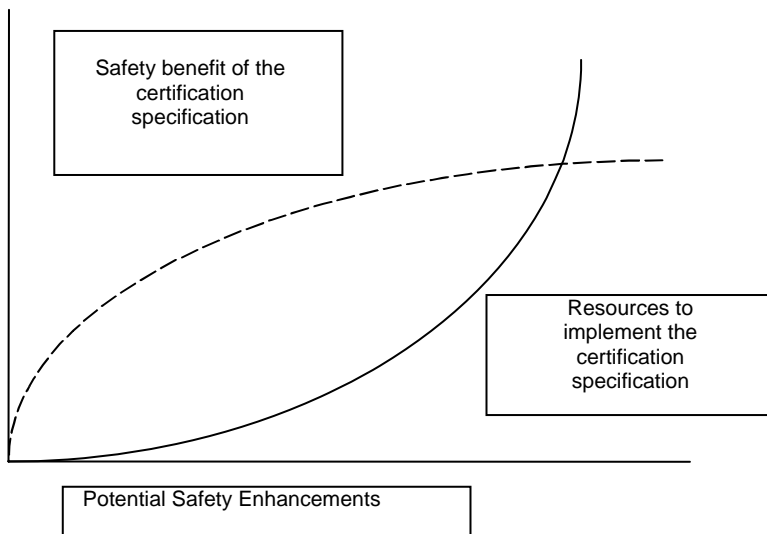 Safety benefit of the
certification
specification
Resources to
implement the
certification
specification
Potential Safety Enhancements